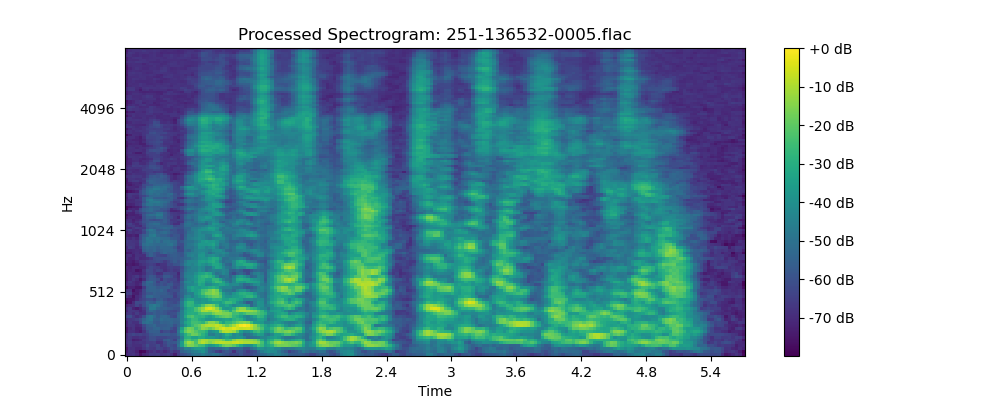 Processed Spectrogram: 251-136532-0005.flac
+0 dB
-10 dB
-20 dB
-30 dB
-40 dB
-50 dB
-60 dB
-70 dB
4096
2048
1024
512
0
Hz
0 0.6 1.2 1.8 2.4 3 3.6 4.2 4.8 5.4
Time